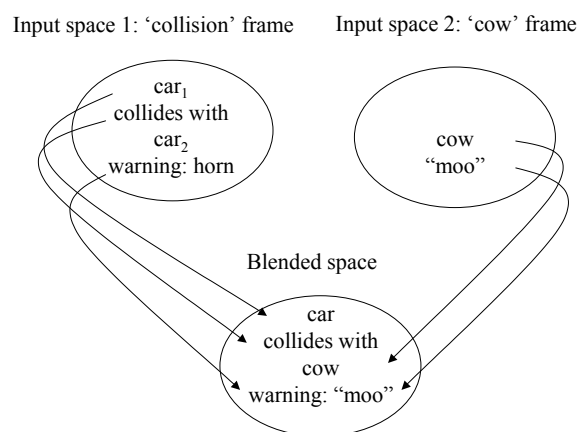 Input space 1: ‘collision’ frame
Input space 2: ‘cow’ frame
car₁
collides with
car₂
warning: horn
cow
“moo”
Blended space
car
collides with
cow
warning: “moo”